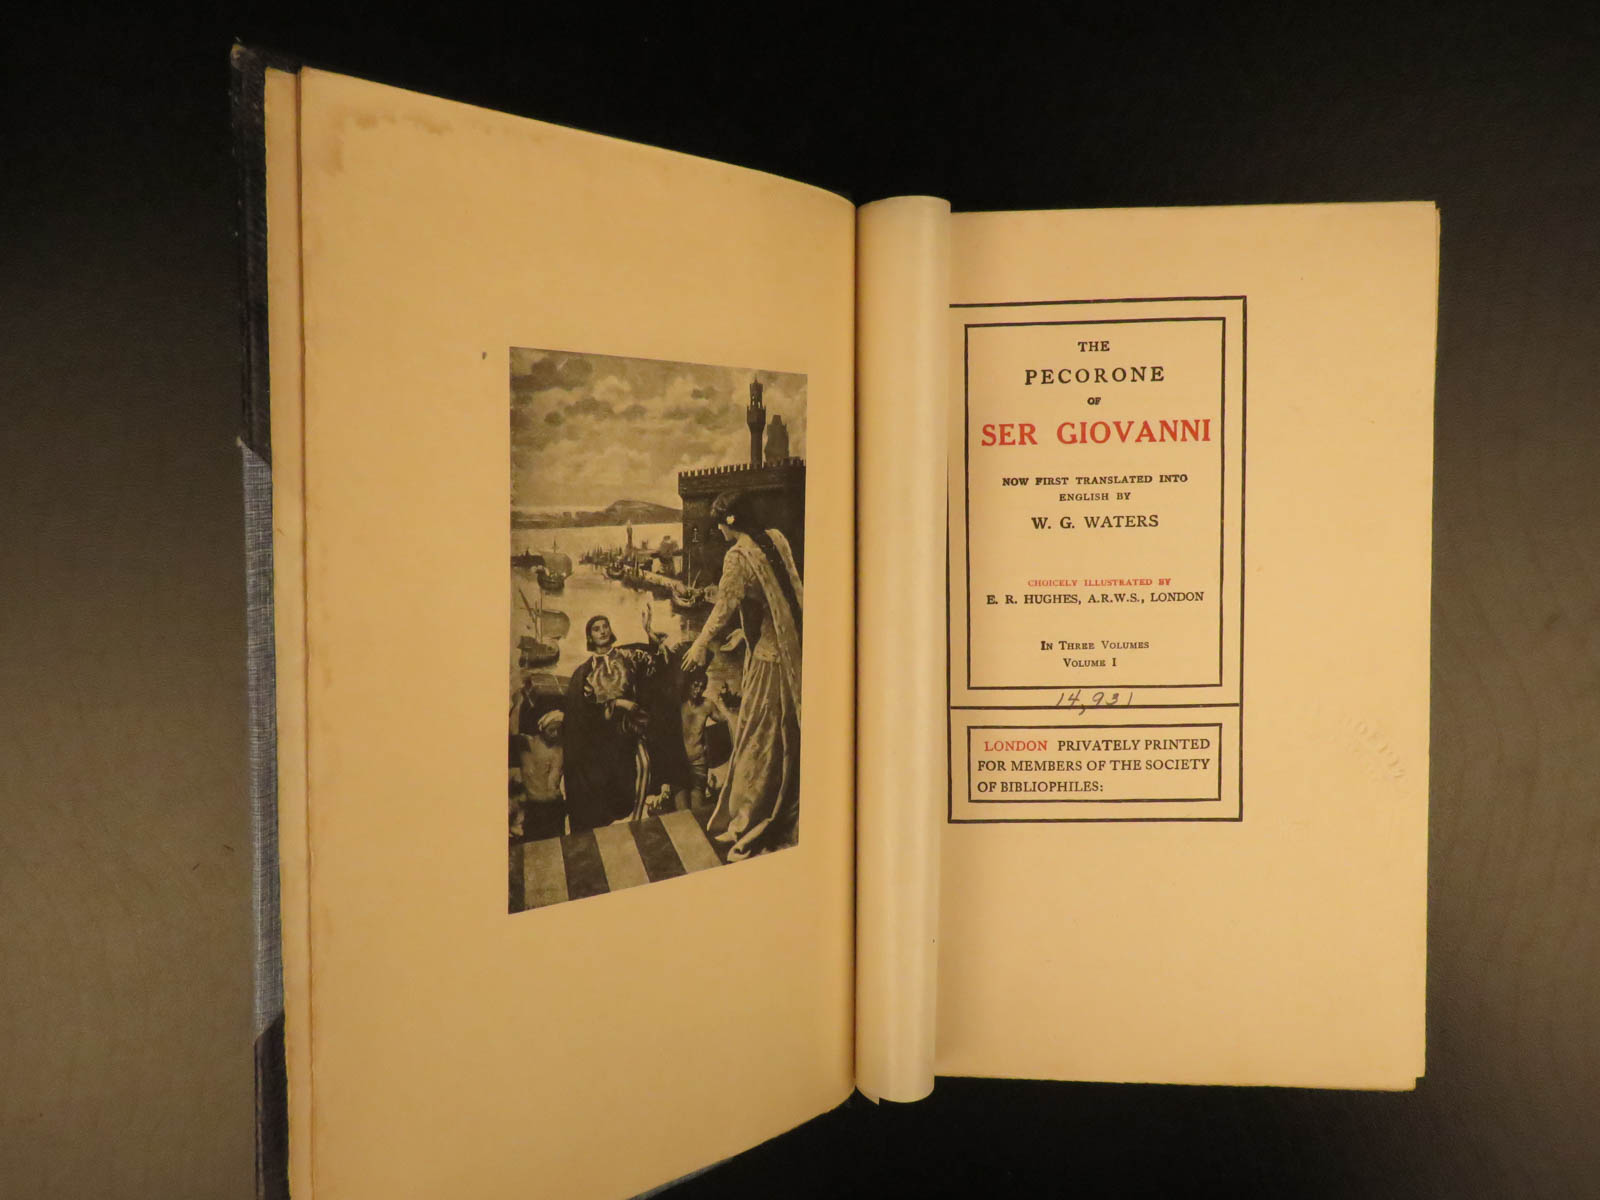 THE
PECORONE
OF
SER GIOVANNI
NOW FIRST TRANSLATED INTO
ENGLISH BY
W. G. WATERS
CHOICELY ILLUSTRATED BY
E. R. HUGHES, A.R.W.S., LONDON
IN THREE VOLUMES
VOLUME I
14,931
LONDON PRIVATELY PRINTED
FOR MEMBERS OF THE SOCIETY
OF BIBLIOPHILES: